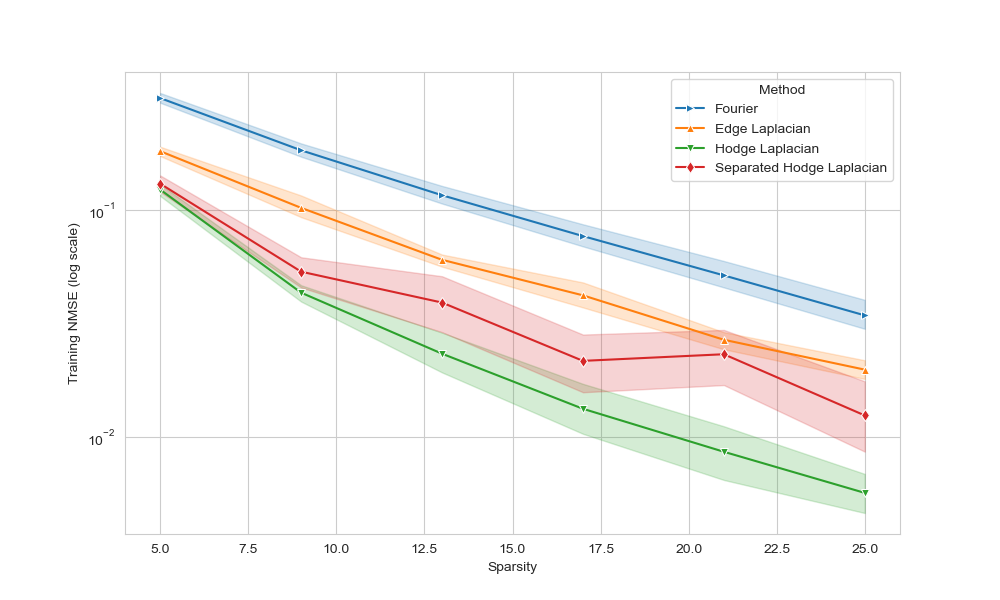 Method
Fourier
Edge Laplacian
Hodge Laplacian
Separated Hodge Laplacian
Training NMSE (log scale)
10⁻¹
10⁻²
5.0 7.5 10.0 12.5 15.0 17.5 20.0 22.5 25.0
Sparsity